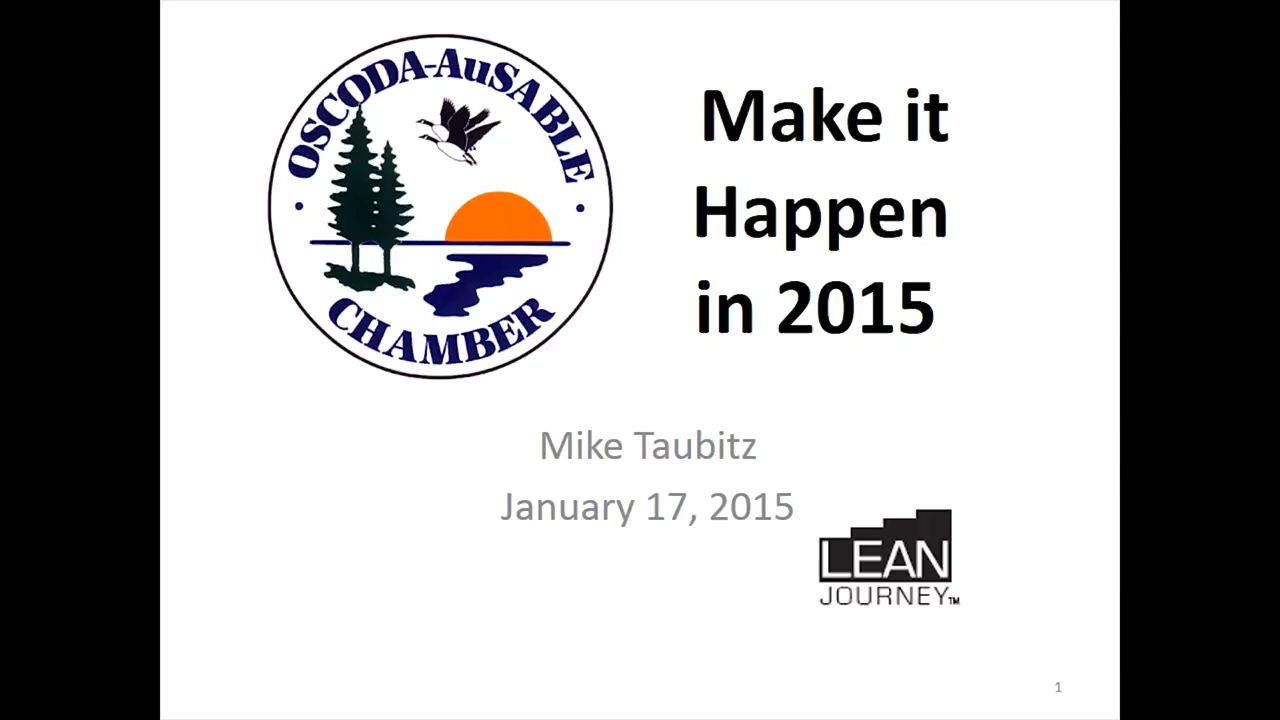 OSCODA-AuSABLE
CHAMBER
Make it
Happen
in 2015
Mike Taubitz
January 17, 2015
LEAN
JOURNEY™
1